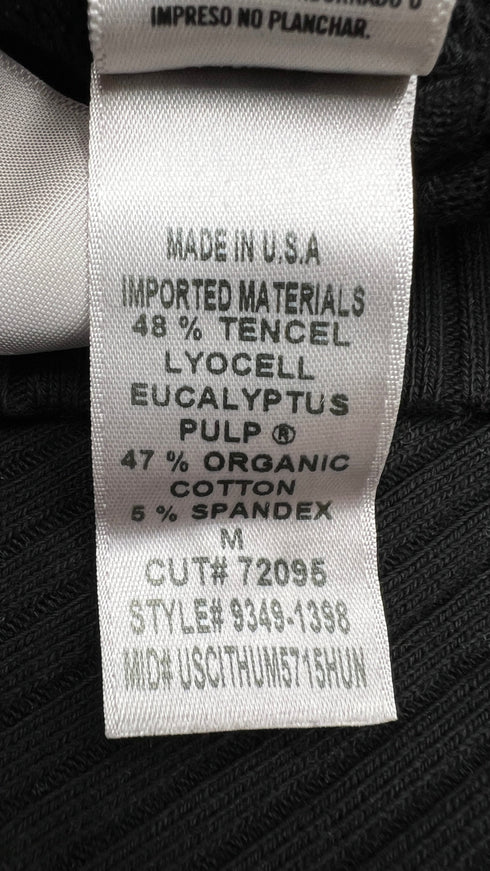 IMPRESO NO PLANCHAR.
MADE IN U.S.A
IMPORTED MATERIALS
48 % TENCEL
LYOCELL
EUCALYPTUS
PULP ®
47 % ORGANIC
COTTON
5 % SPANDEX
M
CUT# 72095
STYLE# 9349-1398
MID# USCITHUM5715HUN